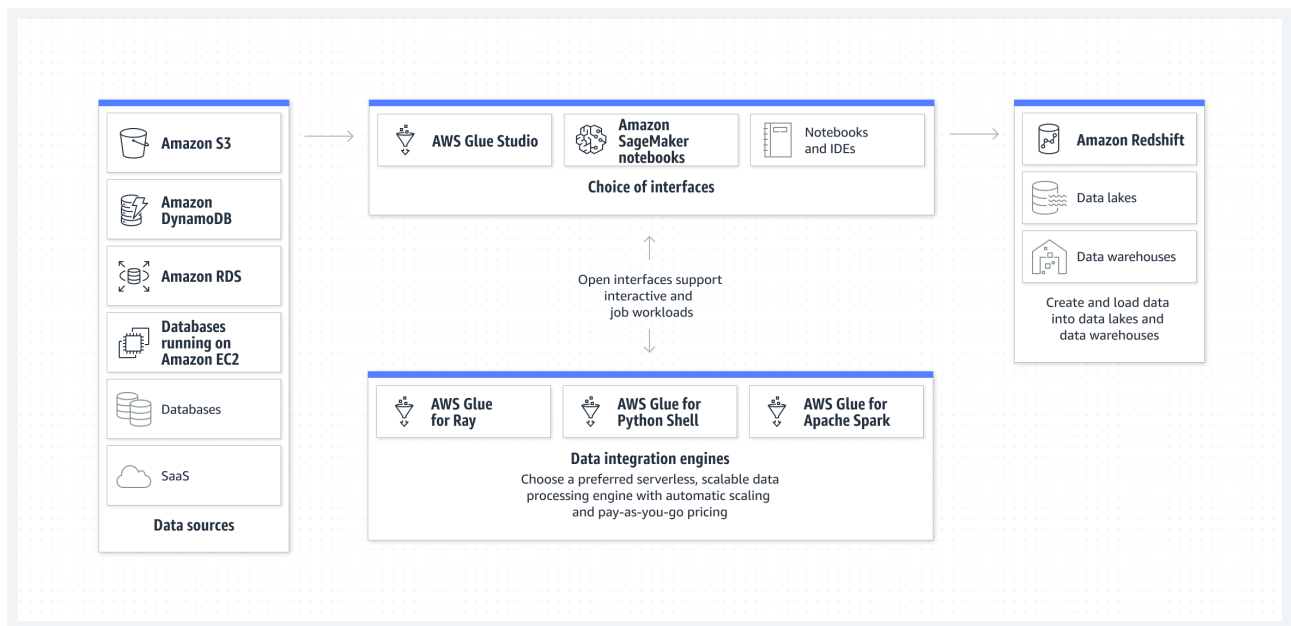 Amazon S3
Amazon
DynamoDB
Amazon RDS
Databases
running on
Amazon EC2
Databases
SaaS
Data sources
AWS Glue Studio
Amazon
SageMaker
notebooks
Notebooks
and IDEs
Choice of interfaces
Open interfaces support
interactive and
job workloads
AWS Glue
for Ray
AWS Glue for
Python Shell
AWS Glue for
Apache Spark
Data integration engines
Choose a preferred serverless, scalable data
processing engine with automatic scaling
and pay-as-you-go pricing
Amazon Redshift
Data lakes
Data warehouses
Create and load data
into data lakes and
data warehouses